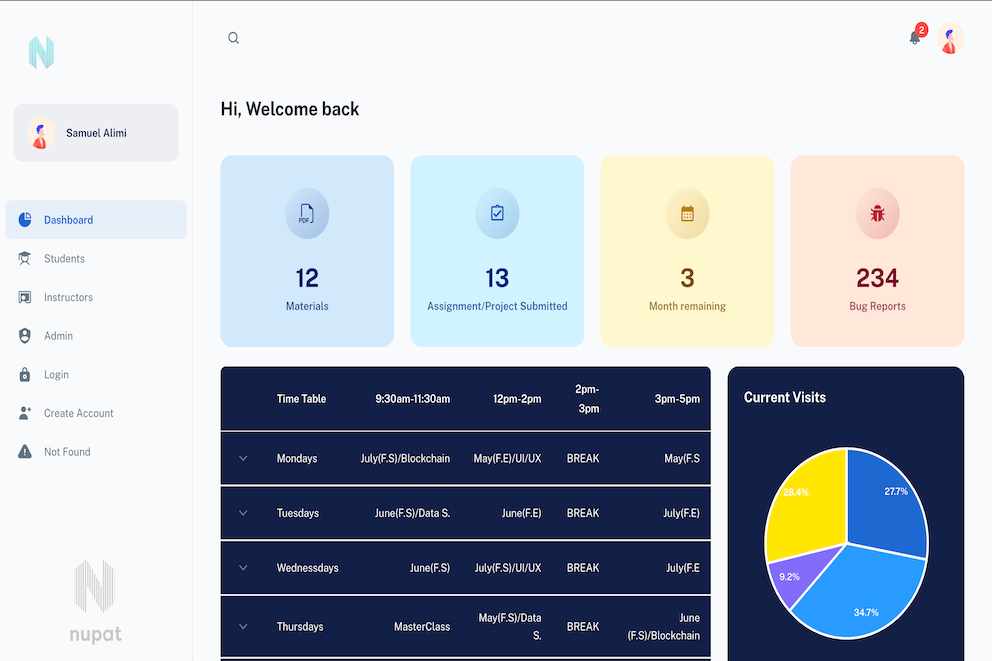 2
Samuel Alimi
Hi, Welcome back
Dashboard
Students
Instructors
Admin
Login
Create Account
Not Found
nupat
PDF
12
Materials
13
Assignment/Project Submitted
3
Month remaining
234
Bug Reports
Time Table 9:30am-11:30am 12pm-2pm 2pm-
3pm 3pm-5pm
Mondays July(F.S)/Blockchain May(F.E)/UI/UX BREAK May(F.S
Tuesdays June(F.S)/Data S. June(F.E) BREAK July(F.E)
Wednessdays June(F.S) July(F.S)/UI/UX BREAK July(F.E
Thursdays MasterClass May(F.S)/Data
S. BREAK June
(F.S)/Blockchain
Current Visits
28.4%
27.7%
9.2%
34.7%